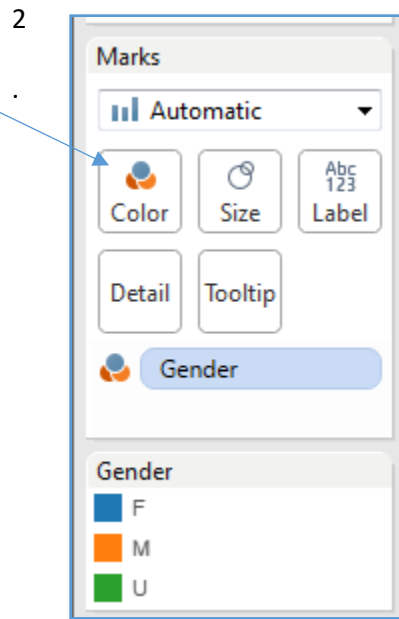 2
.
Marks
Automatic
Color Size Abc 123 Label
Detail Tooltip
Gender
Gender
F
M
U